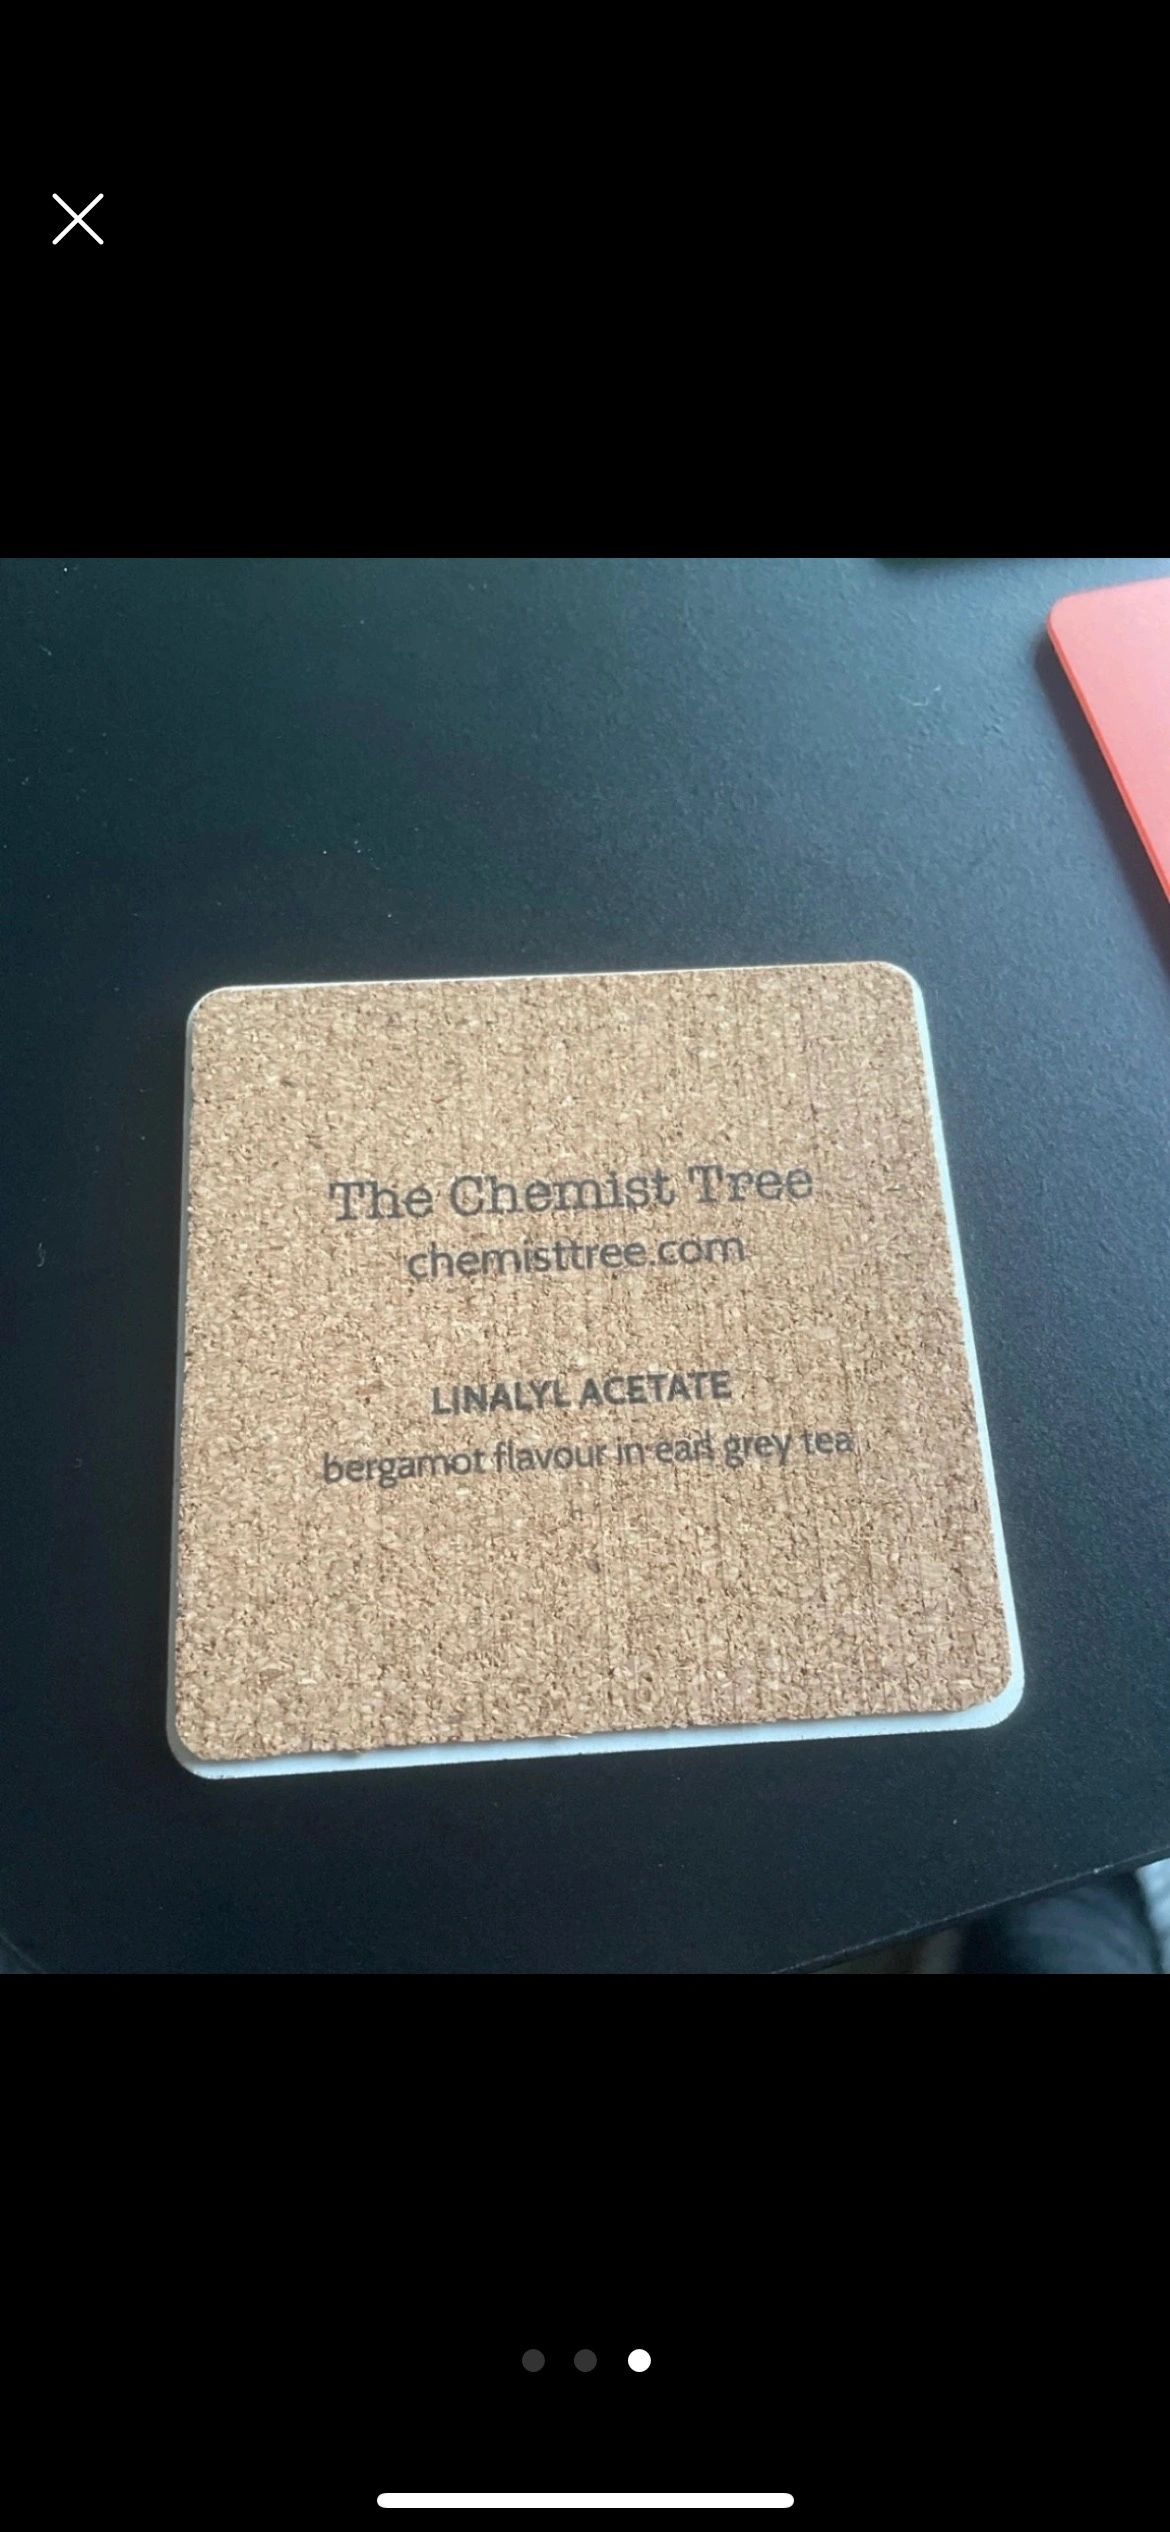 The Chemist Tree
chemisttree.com
LINALYL ACETATE
bergamot flavour in earl grey tea